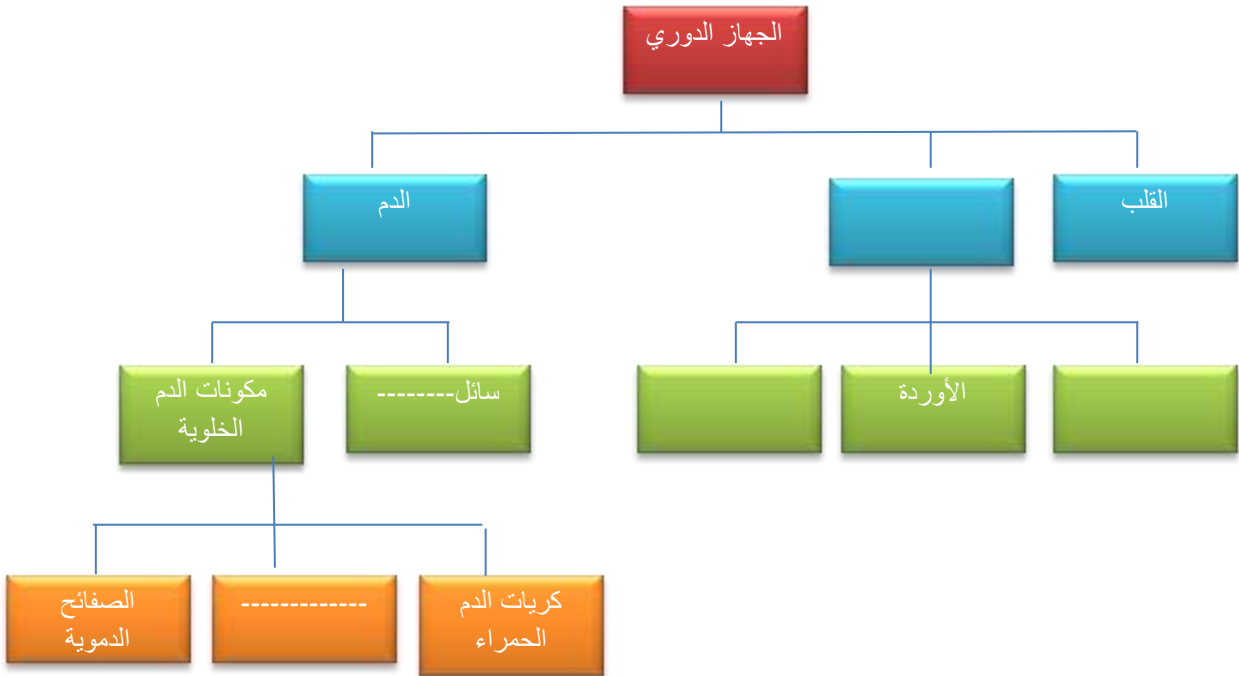 الجهاز الدوري
القلب
الدم
الأوردة
سائل--------
مكونات الدم
الخلوية
كريات الدم
الحمراء
-------------
الصفائح
الدموية